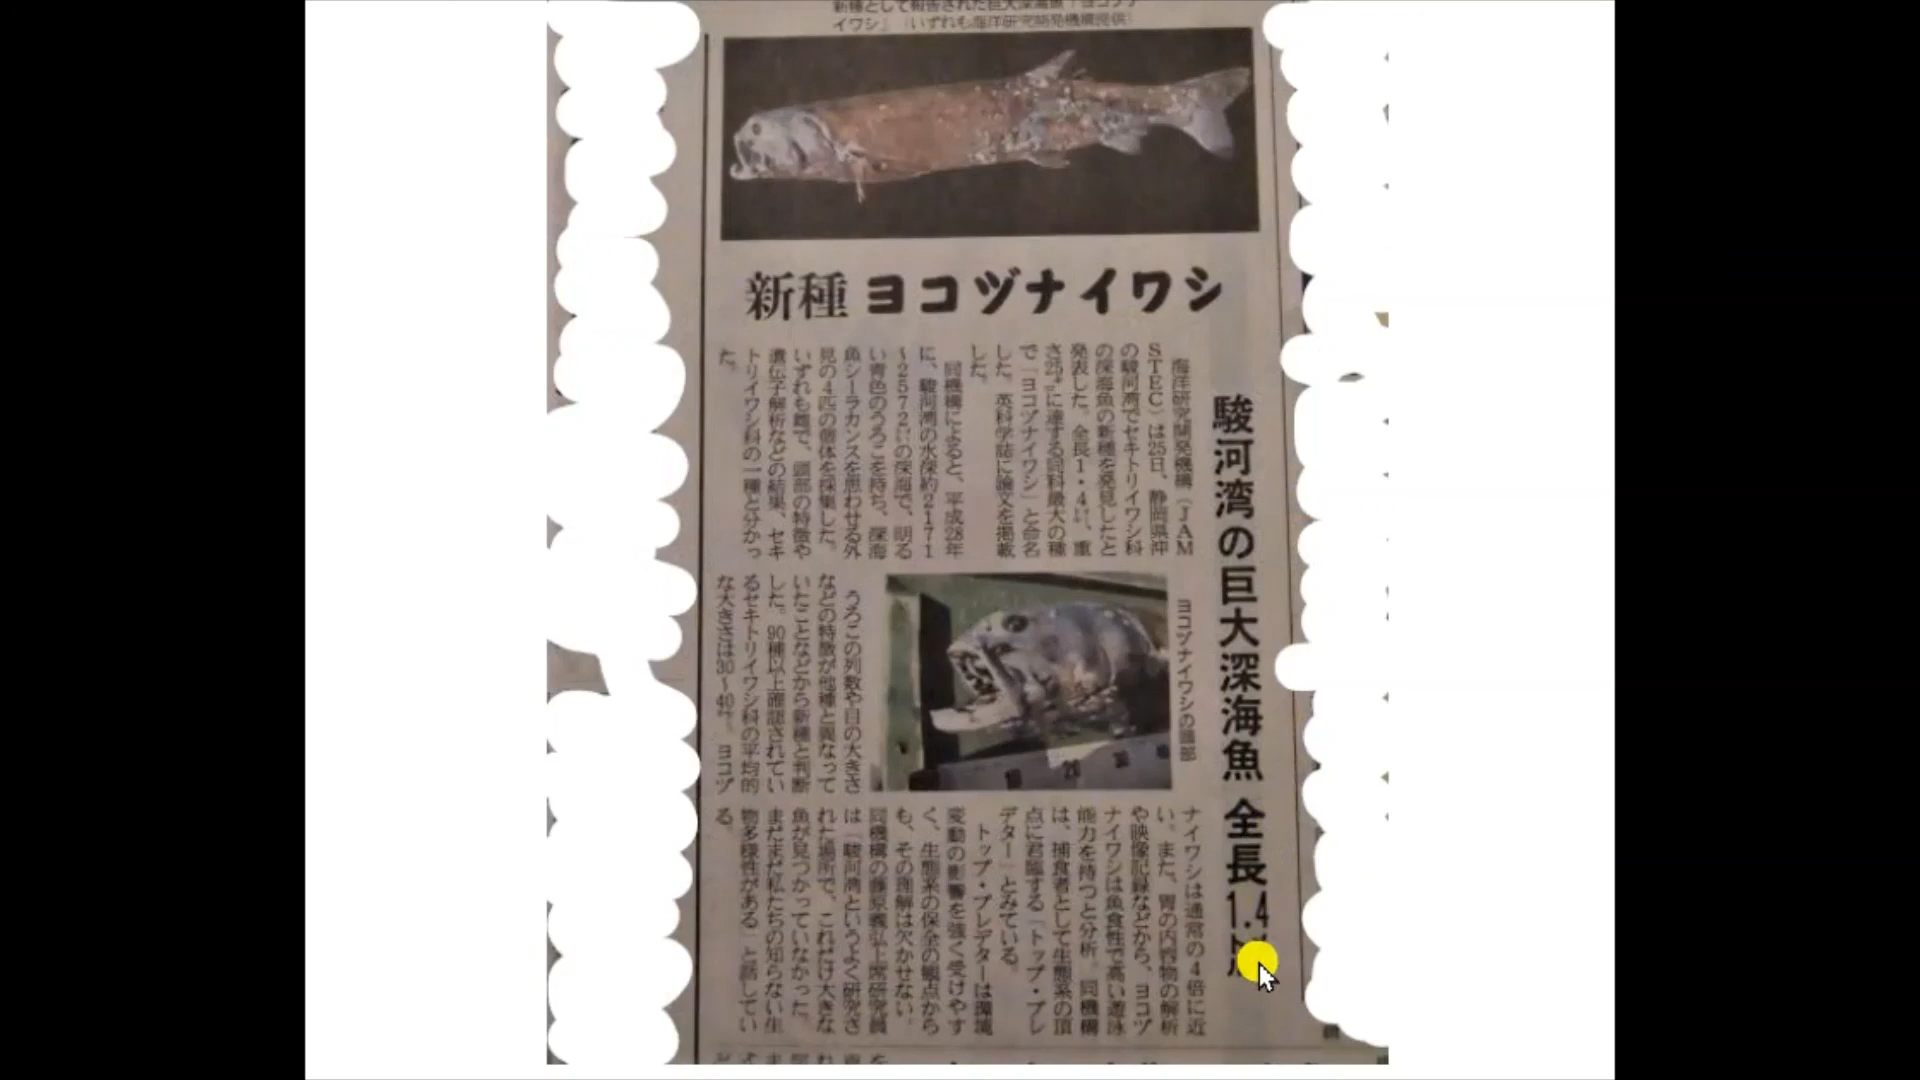 新種として報告された巨大深海魚「ヨコヅナ
イワシ」(いずれも海洋研究開発機構提供)
新種 ヨコヅナイワシ
駿河湾の巨大深海魚 全長1.4㍍
海洋研究開発機構(JAM
STEC)は25日、静岡県沖
の駿河湾でセキトリイワシ科
の深海魚の新種を発見したと
発表した。全長1・4㍍、重
さ25㌔に達する同科最大の種
で「ヨコヅナイワシ」と命名
した。英科学誌に論文を掲載
した。
同機構によると、平成28年
に、駿河湾の水深約2171
〜2572㍍の深海で、明る
い青色のうろこを持ち、深海
魚シーラカンスを思わせる外
見の4匹の個体を採集した。
いずれも雌で、頭部の特徴や
遺伝子解析などの結果、セキ
トリイワシ科の一種と分かっ
た。
ヨコヅナイワシの頭部
うろこの列数や目の大きさ
などの特徴が他種と異なって
いたことなどから新種と判断
した。90種以上確認されてい
るセキトリイワシ科の平均的
な大きさは30〜40㌢。ヨコヅ
ナイワシは通常の4倍に近
い。また、胃の内容物の解析
や映像記録などから、ヨコヅ
ナイワシは魚食性で高い遊泳
能力を持つと分析。同機構
は、捕食者として生態系の頂
点に君臨する「トップ・プレ
デター」とみている。
トップ・プレデターは環境
変動の影響を強く受けやす
く、生態系の保全の観点から
も、その理解は欠かせない。
同機構の藤原義弘上席研究員
は「駿河湾というよく研究さ
れた場所で、これだけ大きな
魚が見つかっていなかった。
まだまだ私たちの知らない生
物多様性がある」と話してい
る。